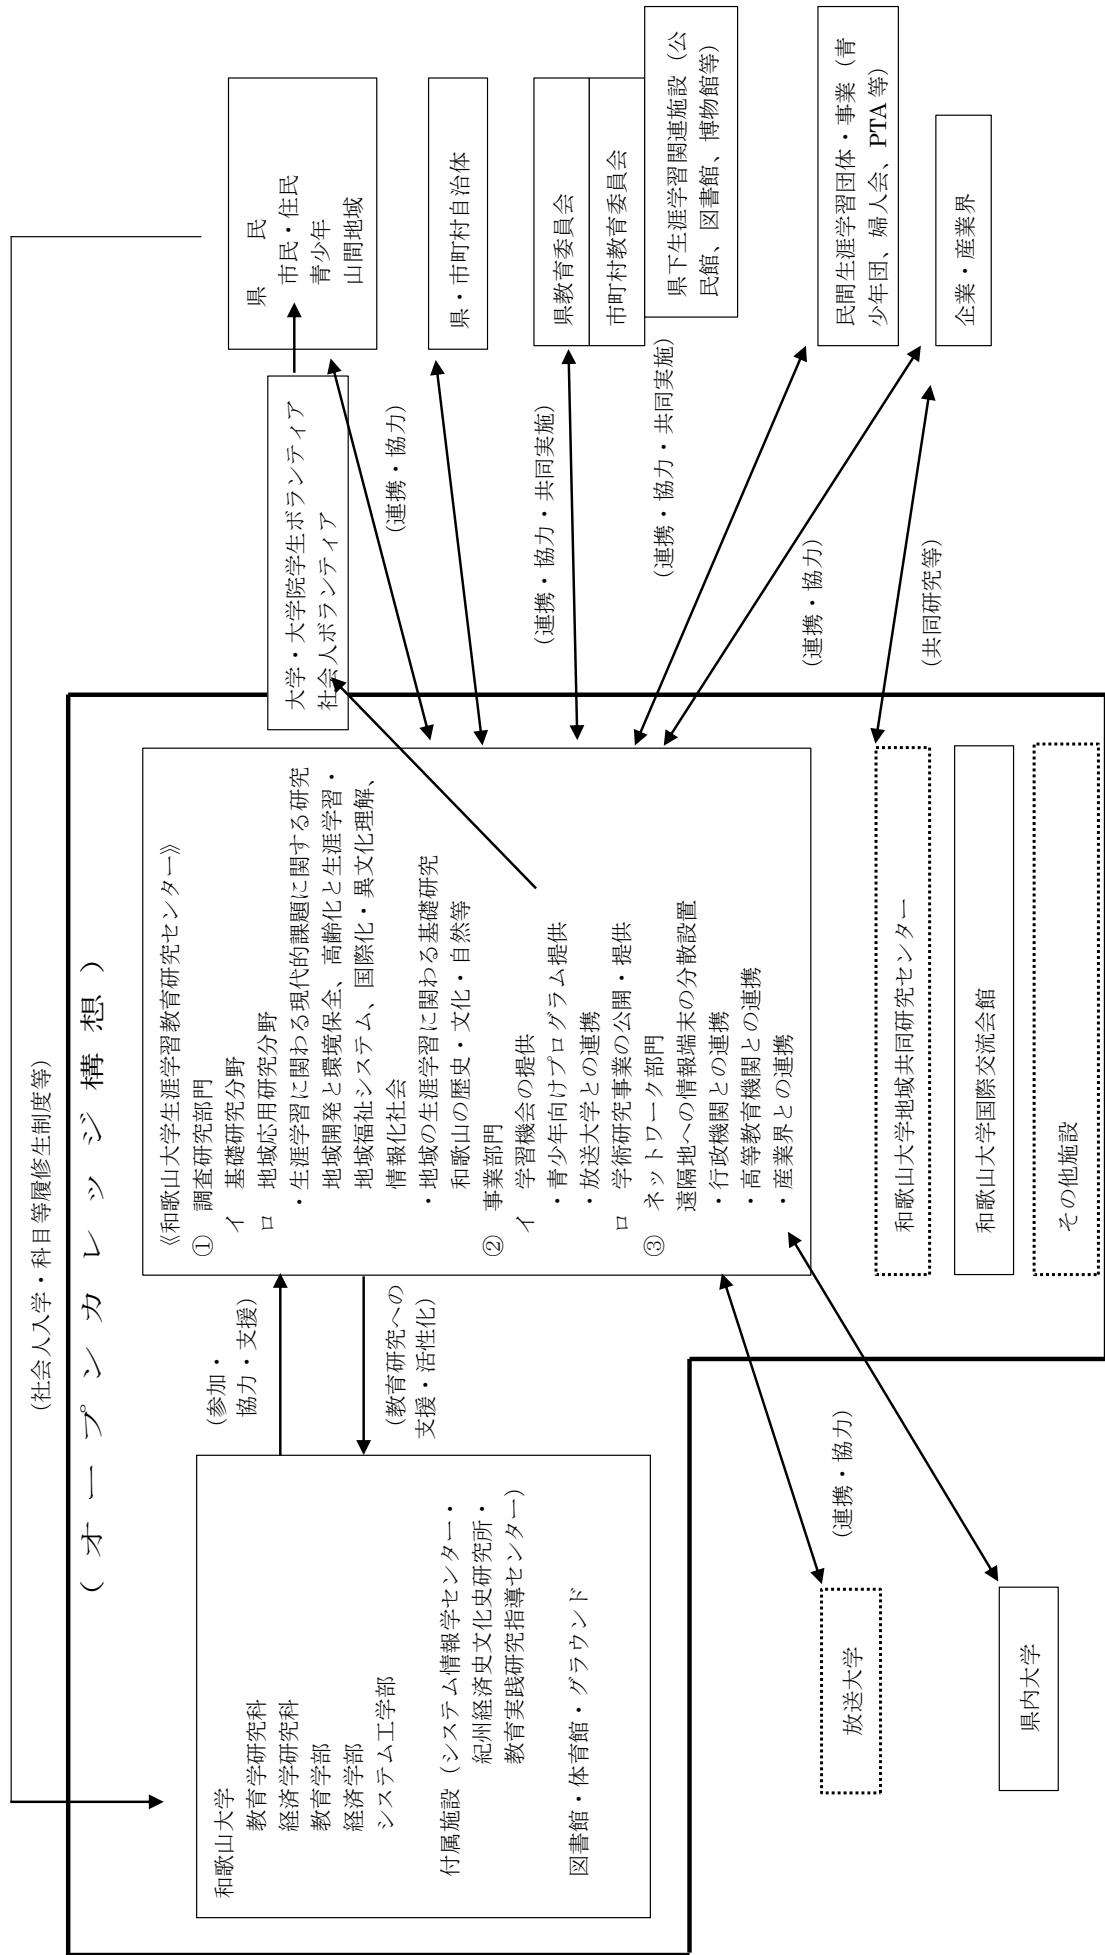 (社会人入学・科目等履修生制度等)
(オープンカレッジ構想)
和歌山大学
教育学研究科
経済学研究科
教育学部
経済学部
システム工学部
付属施設（システム情報学センター・
紀州経済史文化史研究所・
教育実践研究指導センター）
図書館・体育館・グラウンド
(参加・
協力・支援)
(教育研究への
支援・活性化)
《和歌山大学生涯学習教育研究センター》
① 調査研究部門
イ 基礎研究分野
ロ 地域応用研究分野
・生涯学習に関わる現代的課題に関する研究
地域開発と環境保全、高齢化と生涯学習・
地域福祉システム、国際化・異文化理解、
情報化社会
・地域の生涯学習に関わる基礎研究
和歌山の歴史・文化・自然等
② 事業部門
イ 学習機会の提供
・青少年向けプログラム提供
・放送大学との連携
ロ 学術研究事業の公開・提供
③ ネットワーク部門
遠隔地への情報端末の分散設置
・行政機関との連携
・高等教育機関との連携
・産業界との連携
大学・大学院学生ボランティア
社会人ボランティア
県 民
市民・住民
青少年
山間地域
(連携・協力)
県・市町村自治体
(連携・協力・共同実施)
県教育委員会
市町村教育委員会
県下生涯学習関連施設（公
民館、図書館、博物館等）
(連携・協力・共同実施)
民間生涯学習団体・事業（青
少年団、婦人会、PTA 等）
(連携・協力)
企業・産業界
(共同研究等)
和歌山大学地域共同研究センター
和歌山大学国際交流会館
その他施設
(連携・協力)
放送大学
県内大学